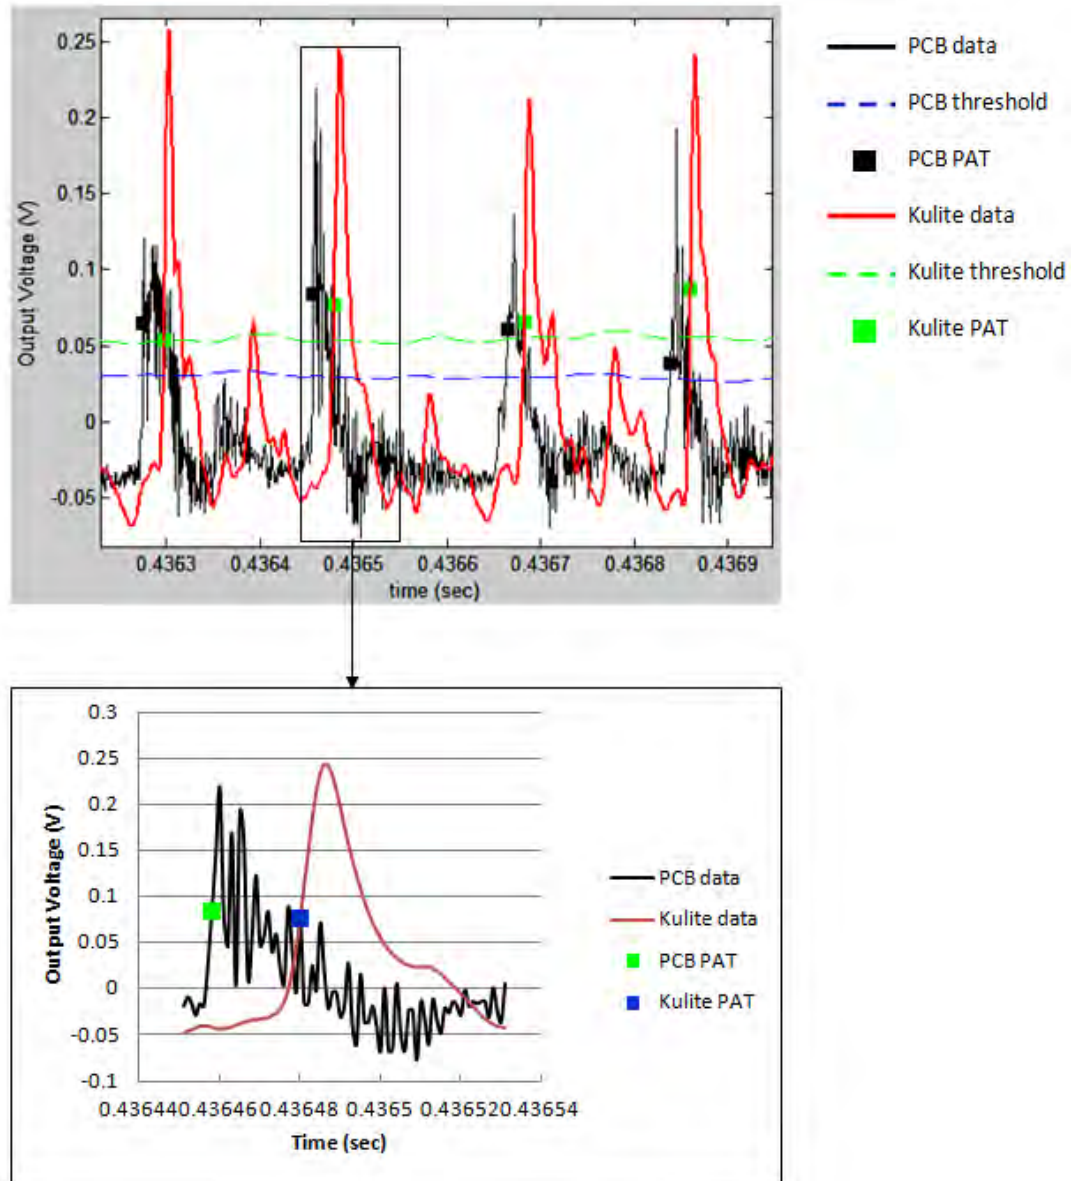 0.25
0.2
0.15
0.1
0.05
0
-0.05
Output Voltage (V)
0.4363 0.4364 0.4365 0.4366 0.4367 0.4368 0.4369
time (sec)
PCB data
PCB threshold
PCB PAT
Kulite data
Kulite threshold
Kulite PAT
0.3
0.25
0.2
0.15
0.1
0.05
0
-0.05
-0.1
Output Voltage (V)
0.436440 0.436460 0.436480 0.4365 0.436520 0.43654
Time (sec)
PCB data
Kulite data
PCB PAT
Kulite PAT